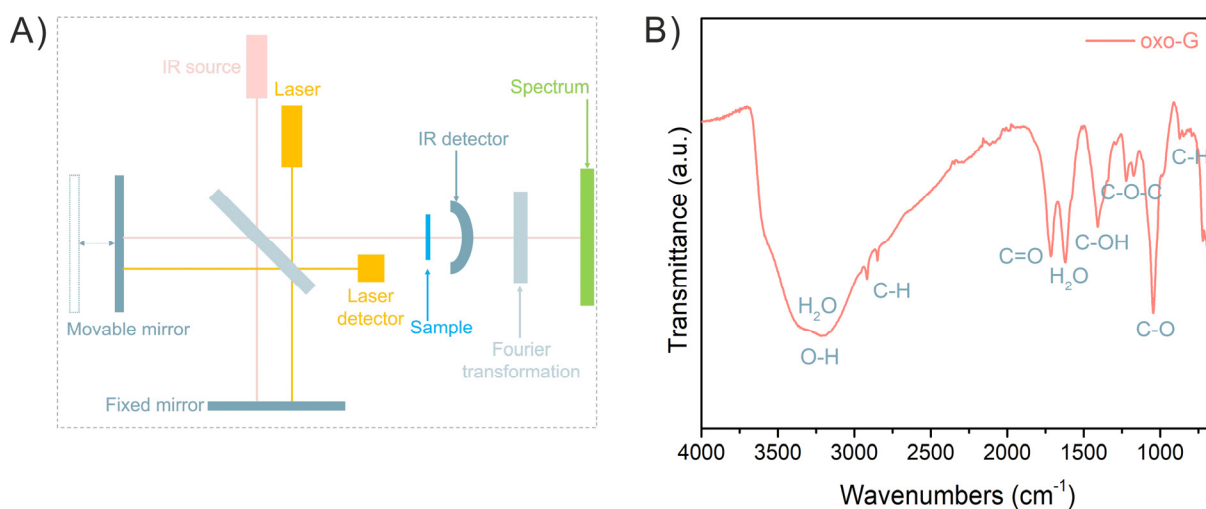 A)
IR source
Laser
Spectrum
IR detector
Movable mirror
Laser
detector
Sample
Fourier
transformation
Fixed mirror
B)
oxo-G
Transmittance (a.u.)
C-H
C-O-C
C-OH
C=O
H₂O
C-H
H₂O
O-H
C-O
4000 3500 3000 2500 2000 1500 1000
Wavenumbers (cm⁻¹)